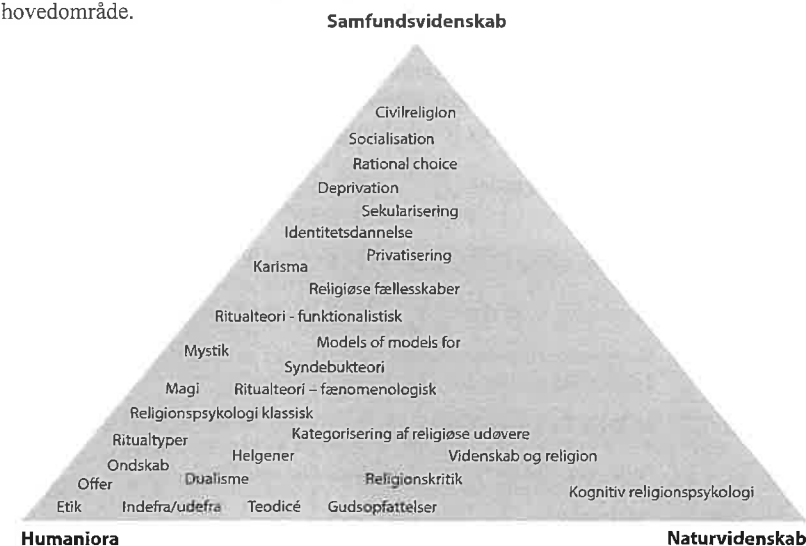 hovedområde.
Samfundsvidenskab
Civilreligion
Socialisation
Rational choice
Deprivation
Sekularisering
Identitetsdannelse
Privatisering
Karisma
Religiøse fællesskaber
Ritualteori - funktionalistisk
Models of models for
Mystik
Syndebukteori
Magi Ritualteori – fænomenologisk
Religionspsykologi klassisk
Kategorisering af religiøse udøvere
Ritualtyper
Helgener Videnskab og religion
Ondskab
Dualisme Religionskritik
Offer
Kognitiv religionspsykologi
Etik Indefra/udefra Teodicé Gudsopfattelser
Humaniora Naturvidenskab